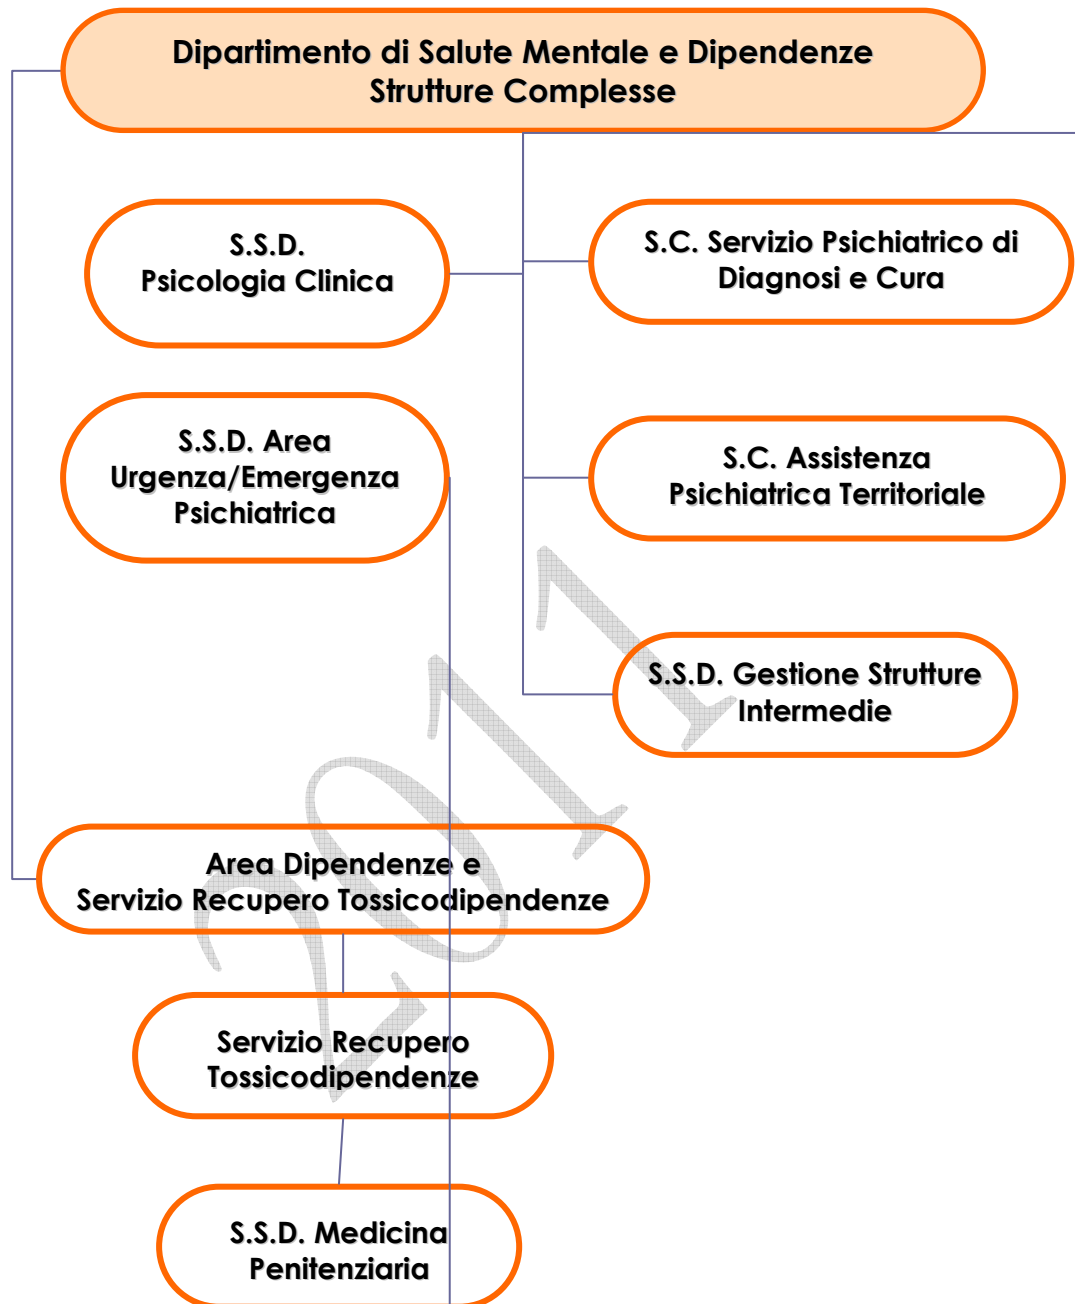 Dipartimento di Salute Mentale e Dipendenze
Strutture Complesse
S.S.D.
Psicologia Clinica
S.C. Servizio Psichiatrico di
Diagnosi e Cura
S.S.D. Area
Urgenza/Emergenza
Psichiatrica
S.C. Assistenza
Psichiatrica Territoriale
S.S.D. Gestione Strutture
Intermedie
Area Dipendenze e
Servizio Recupero Tossicodipendenze
Servizio Recupero
Tossicodipendenze
S.S.D. Medicina
Penitenziaria
2011